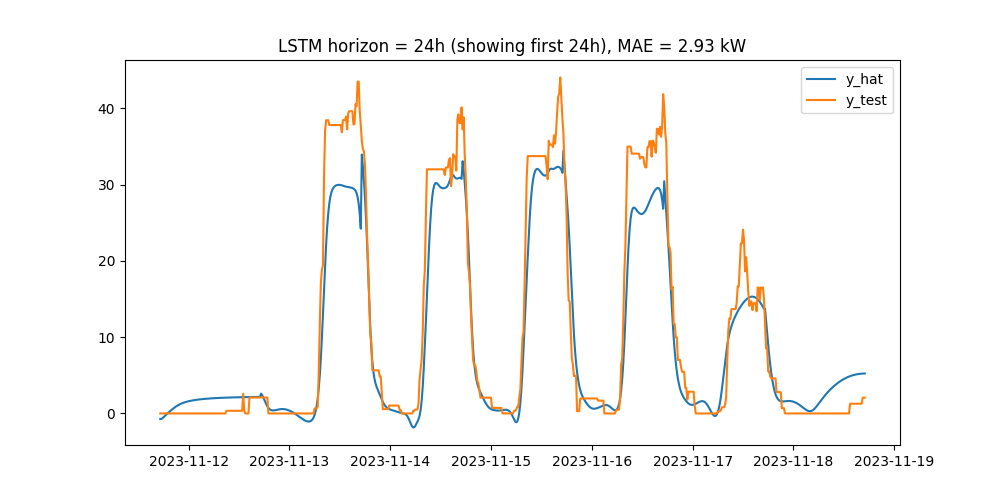 LSTM horizon = 24h (showing first 24h), MAE = 2.93 kW
y_hat
y_test
40
30
20
10
0
2023-11-12 2023-11-13 2023-11-14 2023-11-15 2023-11-16 2023-11-17 2023-11-18 2023-11-19